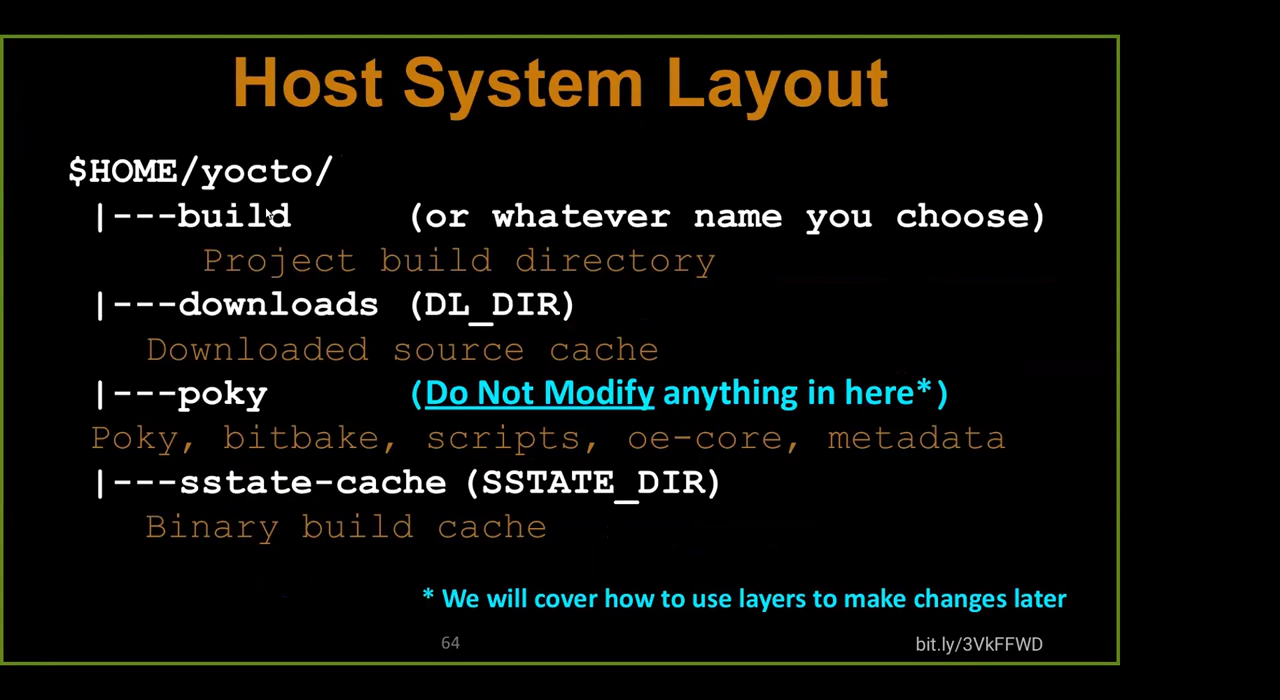 Host System Layout
$HOME/yocto/
|---build (or whatever name you choose)
Project build directory
|---downloads (DL_DIR)
Downloaded source cache
|---poky (Do Not Modify anything in here*)
Poky, bitbake, scripts, oe-core, metadata
|---sstate-cache (SSTATE_DIR)
Binary build cache
* We will cover how to use layers to make changes later
64 bit.ly/3VkFFWD